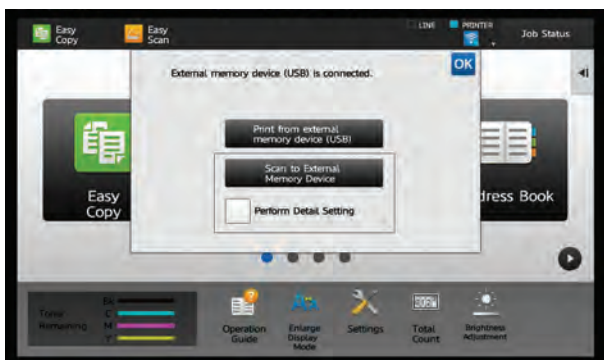 Easy
Copy
Easy
Scan
LINE
PRINTER
Job Status
External memory device (USB) is connected.
OK
Print from external
memory device (USB)
Scan to External
Memory Device
Perform Detail Setting
Easy
Copy
dress Book
Toner
Remaining
Bk
C
M
Y
Operation
Guide
Enlarge
Display
Mode
Settings
Total
Count
Brightness
Adjustment